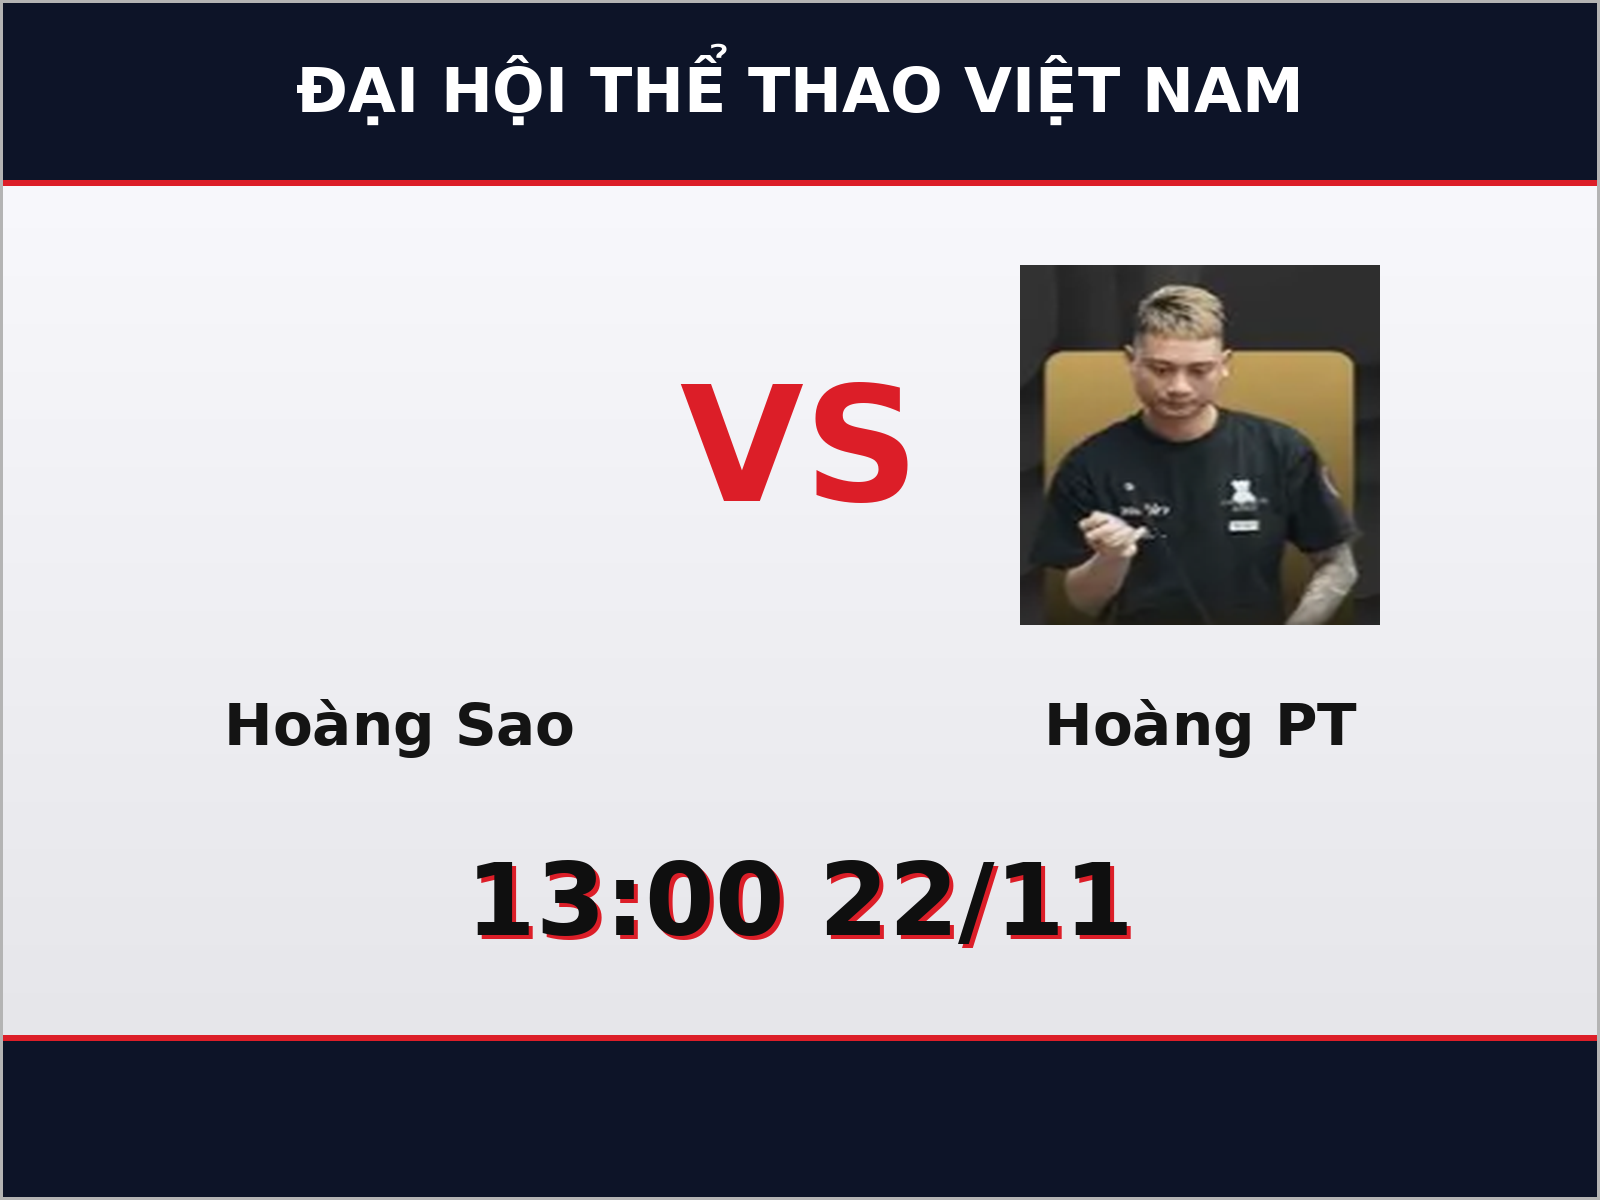 ĐẠI HỘI THỂ THAO VIỆT NAM
VS
Hoàng Sao
Hoàng PT
13:00 22/11